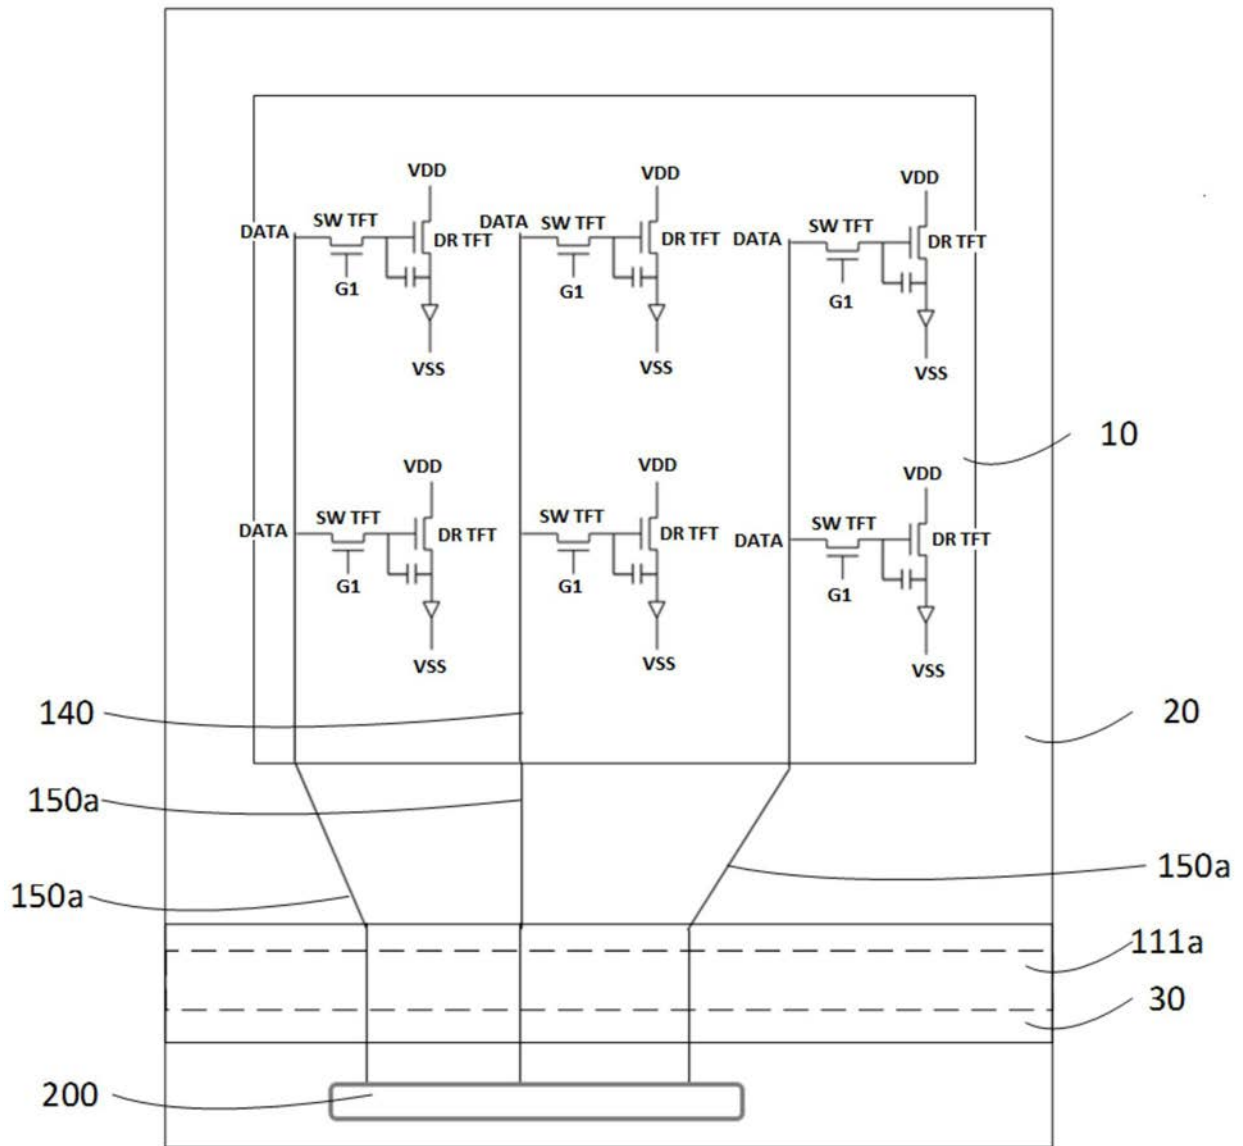 VDD VDD VDD
SW TFT DATA SW TFT SW TFT
DATA DR TFT DR TFT DATA DR TFT
G1 G1 G1
VSS VSS VSS
10
VDD VDD VDD
SW TFT SW TFT SW TFT
DATA DR TFT DR TFT DATA DR TFT
G1 G1 G1
VSS VSS VSS
140 20
150a
150a 150a
111a
30
200